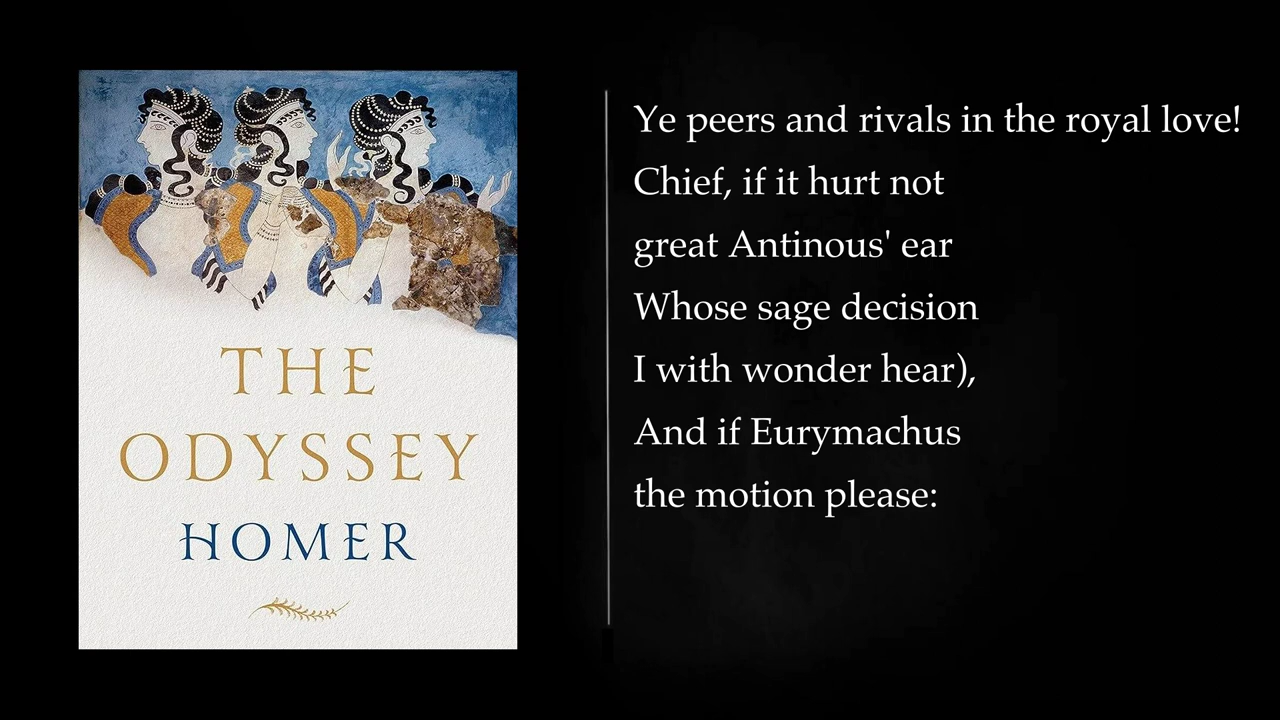 THE
ODYSSEY
HOMER
Ye peers and rivals in the royal love!
Chief, if it hurt not
great Antinous' ear
Whose sage decision
I with wonder hear),
And if Eurymachus
the motion please: